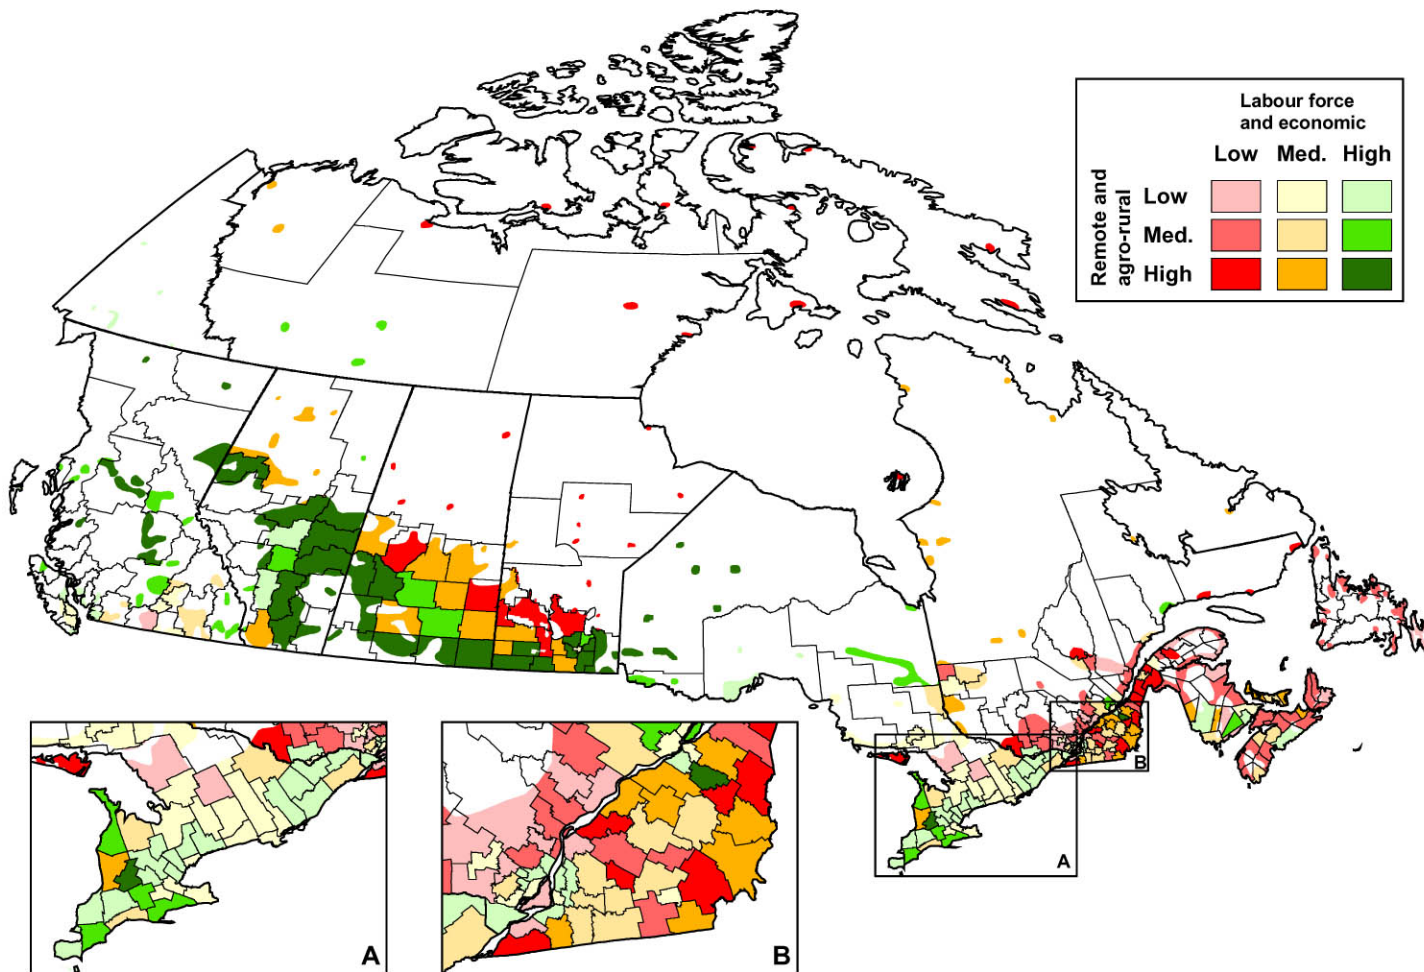 Labour force
and economic
Low Med. High
Remote and
agro-rural
Low
Med.
High
B
A
A
B